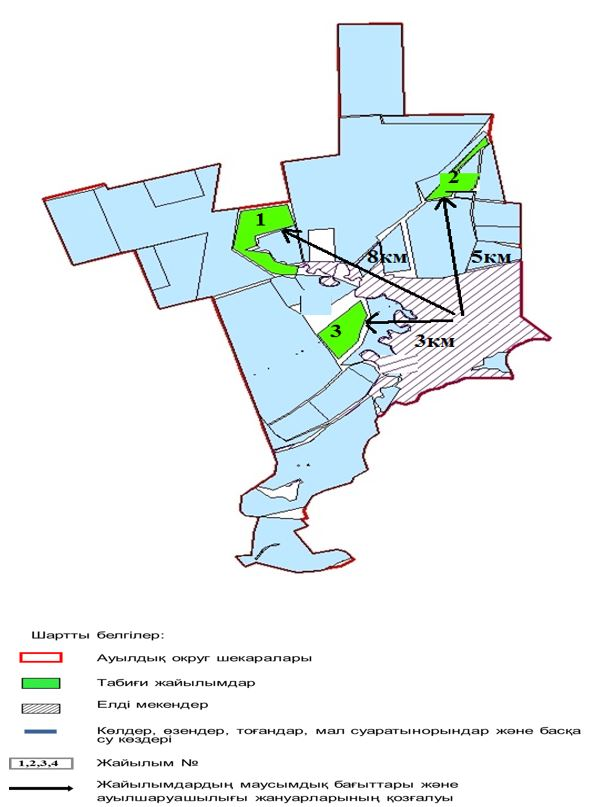 2
1
8км
5км
3
3км
Шартты белгілер:
Ауылдық округ шекаралары
Табиғи жайылымдар
Елді мекендер
Көлдер, өзендер, тоғандар, мал суаратынорындар және басқа
су көздері
1,2,3,4
Жайылым №
Жайылымдардың маусымдық бағыттары және
ауылшаруашылығы жануарларының қозғалуы